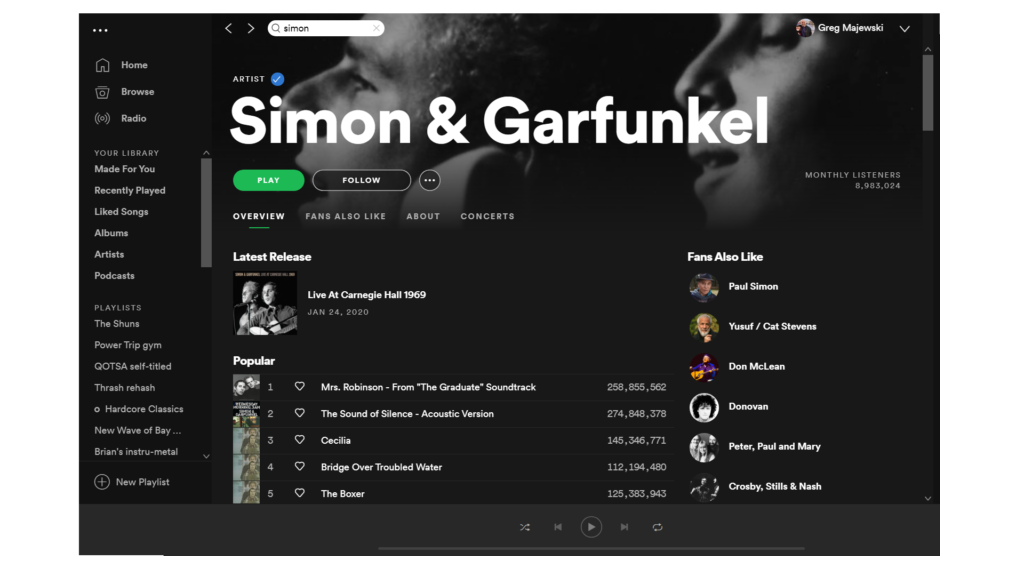 simon
Greg Majewski
Home
Browse
Radio
YOUR LIBRARY
Made For You
Recently Played
Liked Songs
Albums
Artists
Podcasts
PLAYLISTS
The Shuns
Power Trip gym
QOTSA self-titled
Thrash rehash
Hardcore Classics
New Wave of Bay ...
Brian's instru-metal
New Playlist
ARTIST
Simon & Garfunkel
PLAY FOLLOW
MONTHLY LISTENERS
8,983,024
OVERVIEW FANS ALSO LIKE ABOUT CONCERTS
Latest Release
Live At Carnegie Hall 1969
JAN 24, 2020
Popular
1 Mrs. Robinson - From "The Graduate" Soundtrack 258,855,562
2 The Sound of Silence - Acoustic Version 274,848,378
3 Cecilia 145,346,771
4 Bridge Over Troubled Water 112,194,480
5 The Boxer 125,383,943
Fans Also Like
Paul Simon
Yusuf / Cat Stevens
Don McLean
Donovan
Peter, Paul and Mary
Crosby, Stills & Nash